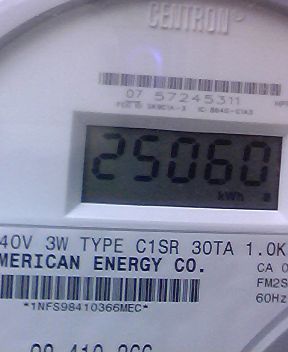 CENTRON
07 57245311
25060
kWh
40V 3W TYPE C1SR 30TA 1.0K
MERICAN ENERGY CO.
CA 0
FM2S
60Hz
*1NFS98410366MEC*